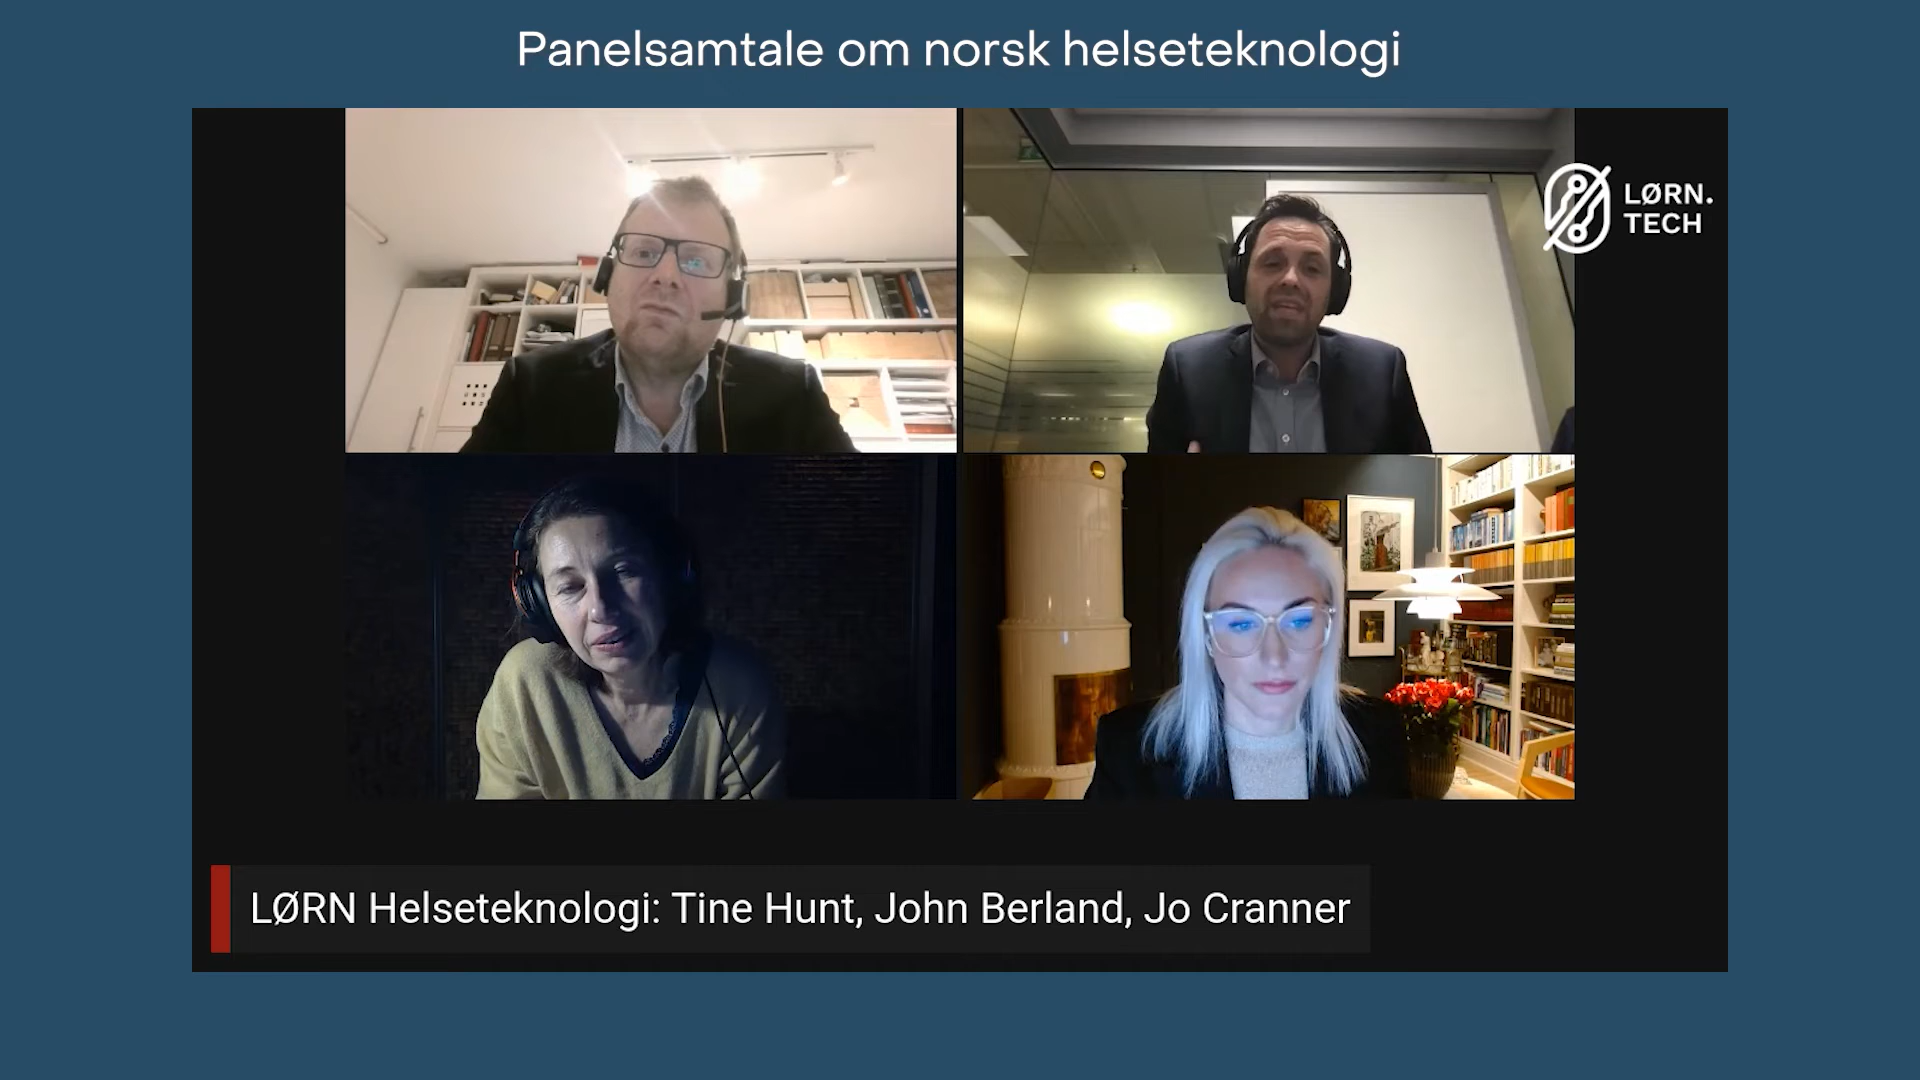 Panelsamtale om norsk helseteknologi
LØRN.
TECH
LØRN Helseteknologi: Tine Hunt, John Berland, Jo Cranner